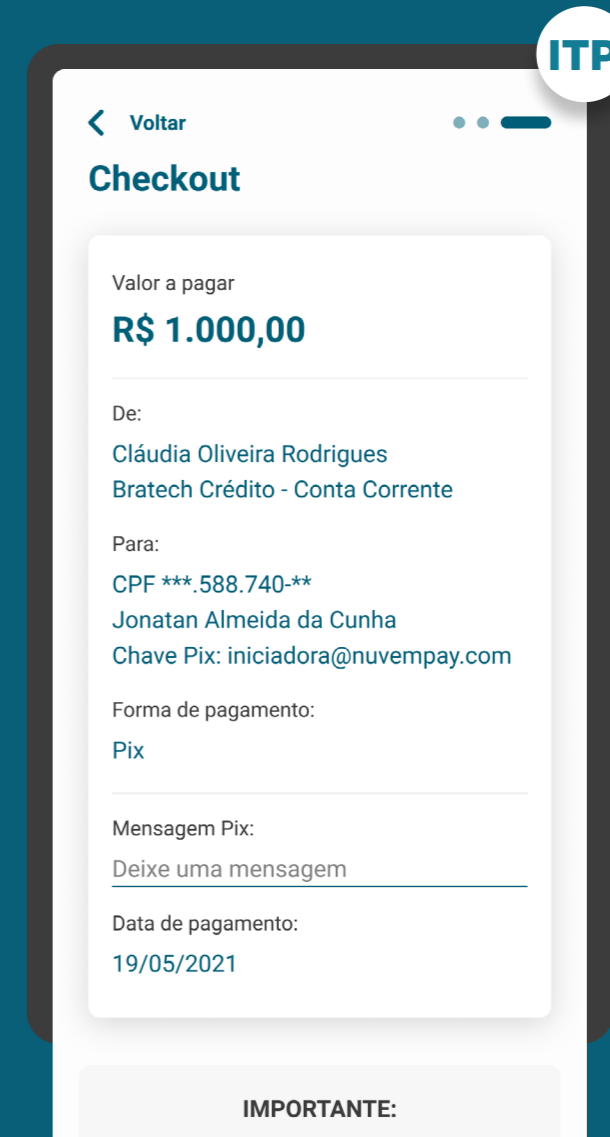 ITP
Voltar
Checkout
Valor a pagar
R$ 1.000,00
De:
Cláudia Oliveira Rodrigues
Bratech Crédito - Conta Corrente
Para:
CPF ***.588.740-**
Jonatan Almeida da Cunha
Chave Pix: iniciadora@nuvempay.com
Forma de pagamento:
Pix
Mensagem Pix:
Deixe uma mensagem
Data de pagamento:
19/05/2021
IMPORTANTE: